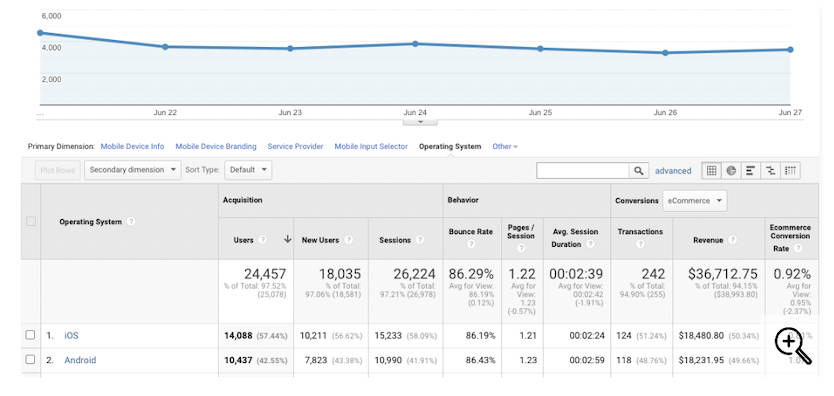 6,000
4,000
2,000
... Jun 22 Jun 23 Jun 24 Jun 25 Jun 26 Jun 27
Primary Dimension: Mobile Device Info Mobile Device Branding Service Provider Mobile Input Selector Operating System Other
Plot Rows Secondary dimension Sort Type: Default advanced
Acquisition Behavior Conversions eCommerce
Operating System ? Users ? New Users ? Sessions ? Bounce Rate ? Pages / Session ? Avg. Session Duration ? Transactions ? Revenue ? Ecommerce Conversion Rate ?
24,457 18,035 26,224 86.29% 1.22 00:02:39 242 $36,712.75 0.92%
% of Total: 97.52% (25,078) % of Total: 97.06% (18,581) % of Total: 97.21% (26,978) Avg for View: 86.19% (0.12%) Avg for View: 1.23 (-0.57%) Avg for View: 00:02:42 (-1.91%) % of Total: 94.90% (255) % of Total: 94.15% ($38,993.80) Avg for View: 0.95% (-2.37%)
1. iOS 14,088 (57.44%) 10,211 (56.62%) 15,233 (58.09%) 86.19% 1.21 00:02:24 124 (51.24%) $18,480.80 (50.34%)
2. Android 10,437 (42.55%) 7,823 (43.38%) 10,990 (41.91%) 86.43% 1.23 00:02:59 118 (48.76%) $18,231.95 (49.66%)